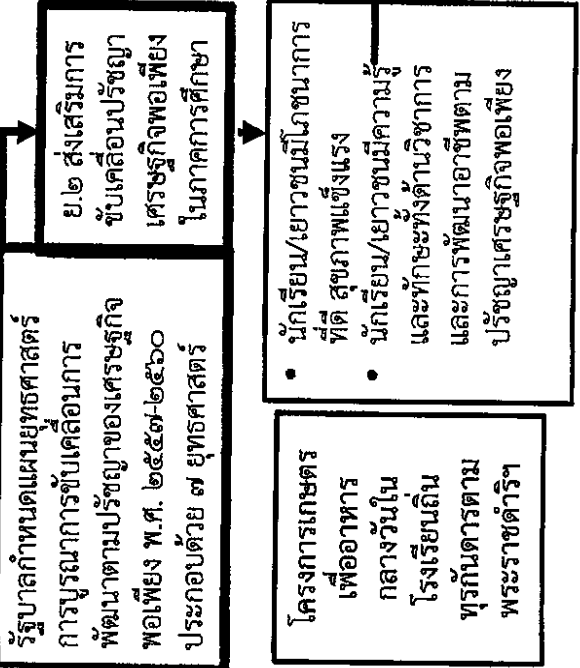 รัฐบาลกำหนดแผนยุทธศาสตร์
การบูรณาการขับเคลื่อนการ
พัฒนาตามปรัชญาของเศรษฐกิจ
พอเพียง พ.ศ. ๒๕๕๗-๒๕๖๐
ประกอบด้วย ๗ ยุทธศาสตร์
ย.๒ ส่งเสริมการ
ขับเคลื่อนปรัชญา
เศรษฐกิจพอเพียง
ในภาคการศึกษา
โครงการเกษตร
เพื่ออาหาร
กลางวันใน
โรงเรียนถิ่น
ทุรกันดารตาม
พระราชดำริฯ
• นักเรียน/เยาวชนมีโภชนาการ
ที่ดี สุขภาพแข็งแรง
• นักเรียน/เยาวชนมีความรู้
และทักษะทั้งด้านวิชาการ
และการพัฒนาอาชีพตาม
ปรัชญาเศรษฐกิจพอเพียง